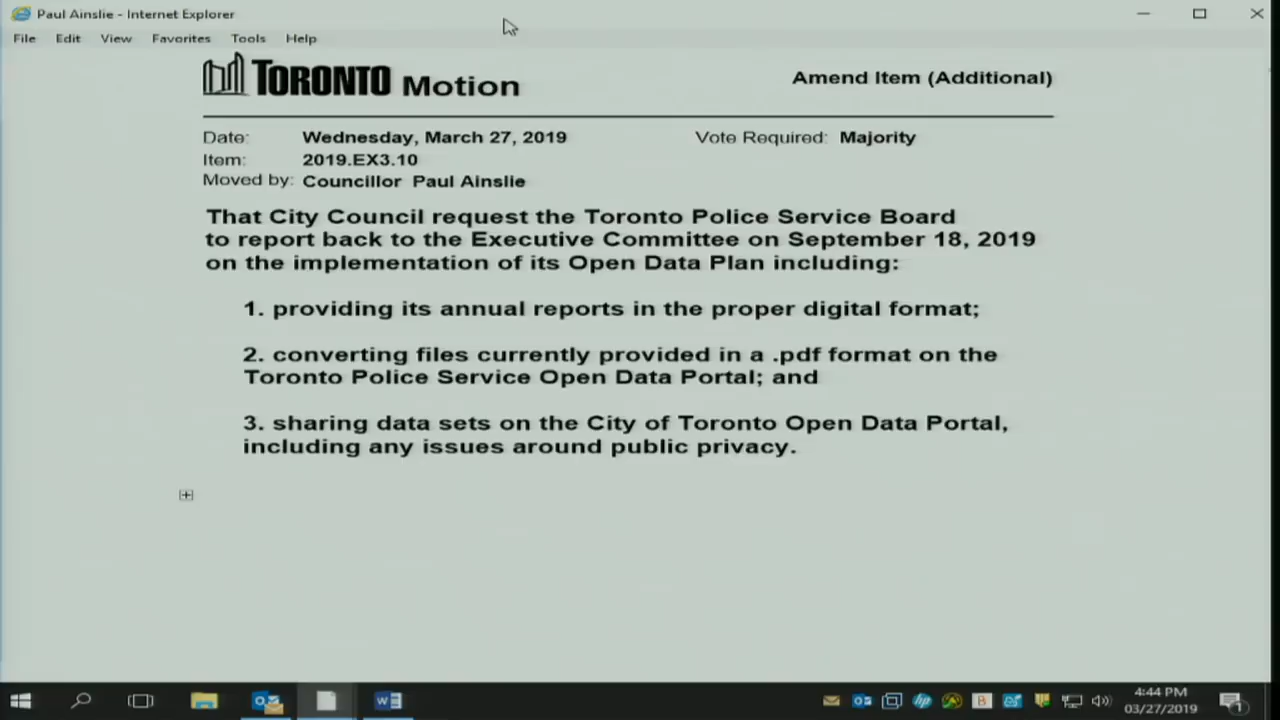 Paul Ainslie - Internet Explorer
File Edit View Favorites Tools Help
TORONTO Motion
Amend Item (Additional)
Date: Wednesday, March 27, 2019
Vote Required: Majority
Item: 2019.EX3.10
Moved by: Councillor Paul Ainslie
That City Council request the Toronto Police Service Board
to report back to the Executive Committee on September 18, 2019
on the implementation of its Open Data Plan including:
1. providing its annual reports in the proper digital format;
2. converting files currently provided in a .pdf format on the
Toronto Police Service Open Data Portal; and
3. sharing data sets on the City of Toronto Open Data Portal,
including any issues around public privacy.
4:44 PM
03/27/2019